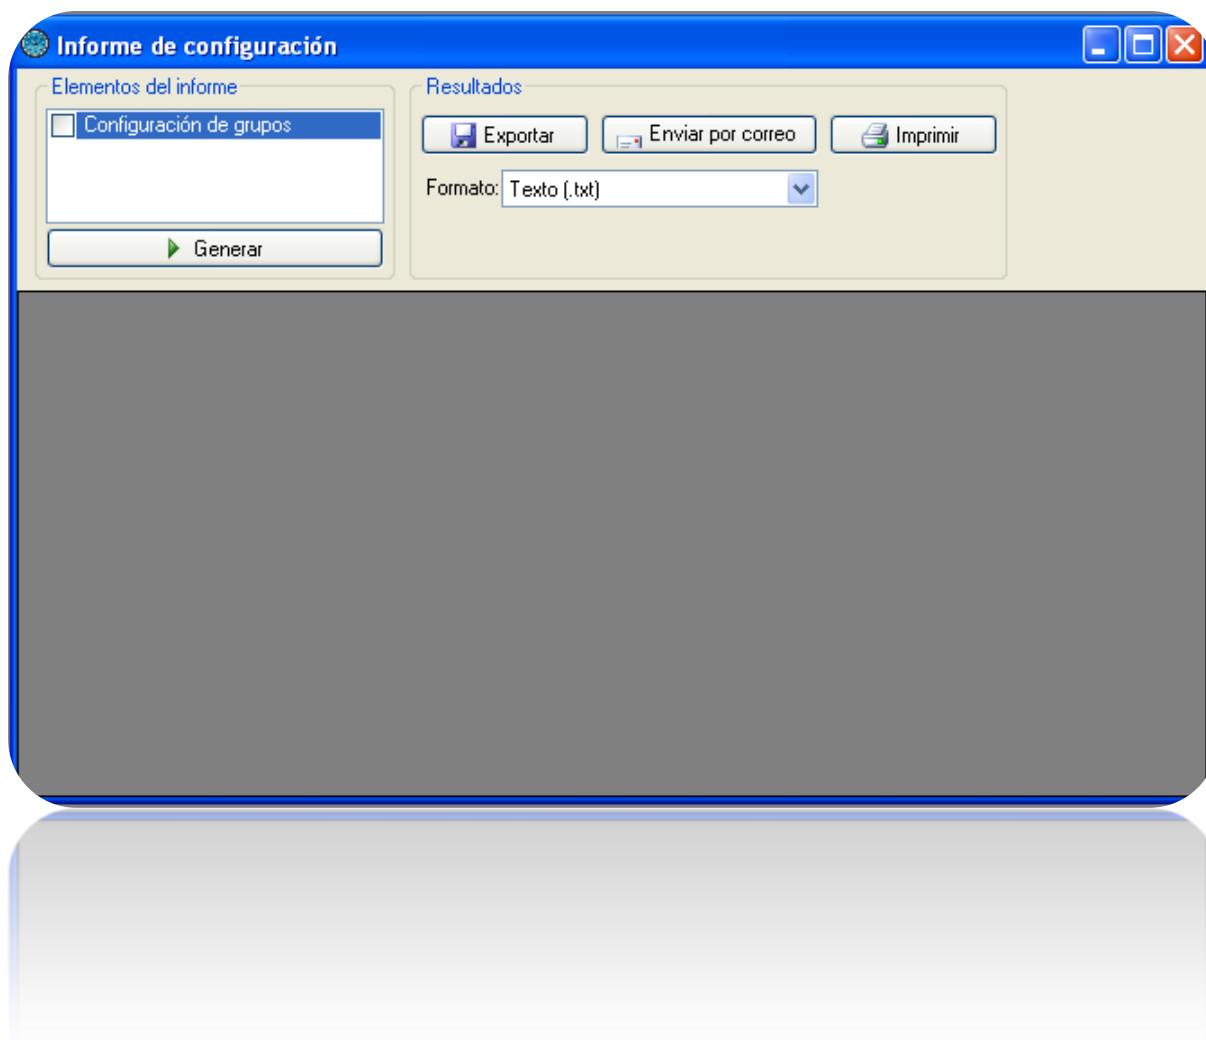 Informe de configuración
Elementos del informe
Configuración de grupos
Generar
Resultados
Exportar
Enviar por correo
Imprimir
Formato:
Texto (.txt)